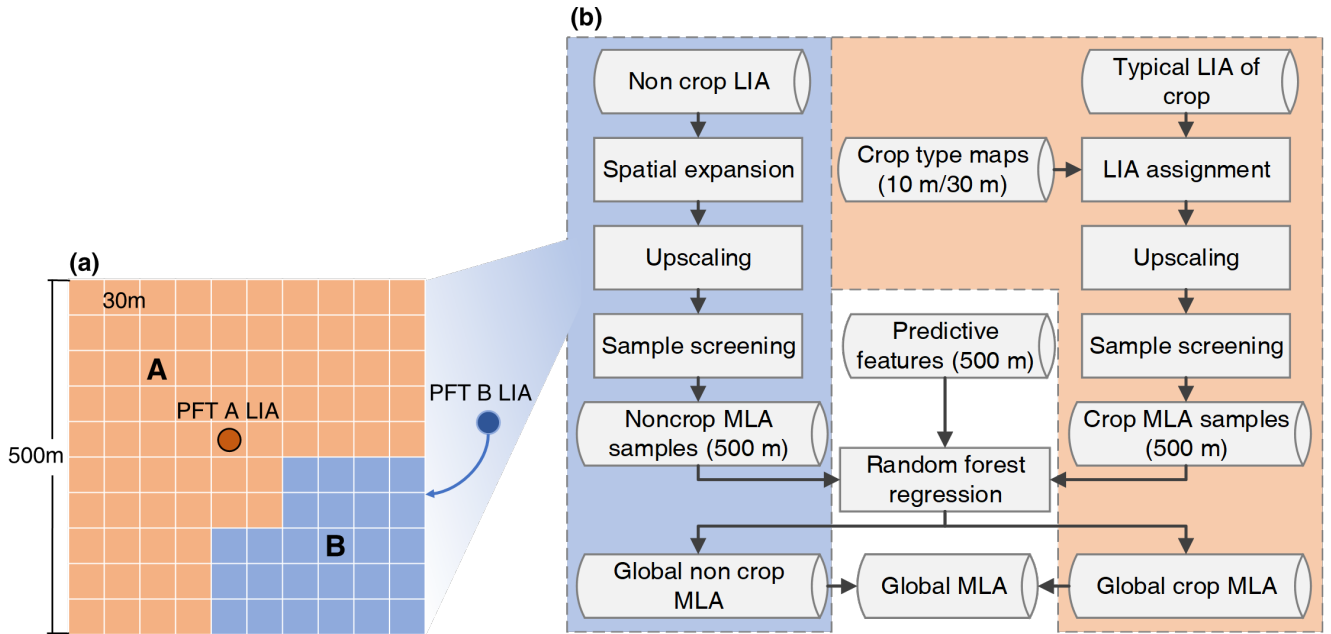 (a)
30m
A
PFT A LIA
PFT B LIA
500m
B
(b)
Non crop LIA
Typical LIA of
crop
Spatial expansion
Crop type maps
(10 m/30 m)
LIA assignment
Upscaling
Upscaling
Sample screening
Predictive
features (500 m)
Sample screening
Noncrop MLA
samples (500 m)
Crop MLA samples
(500 m)
Random forest
regression
Global non crop
MLA
Global MLA
Global crop MLA